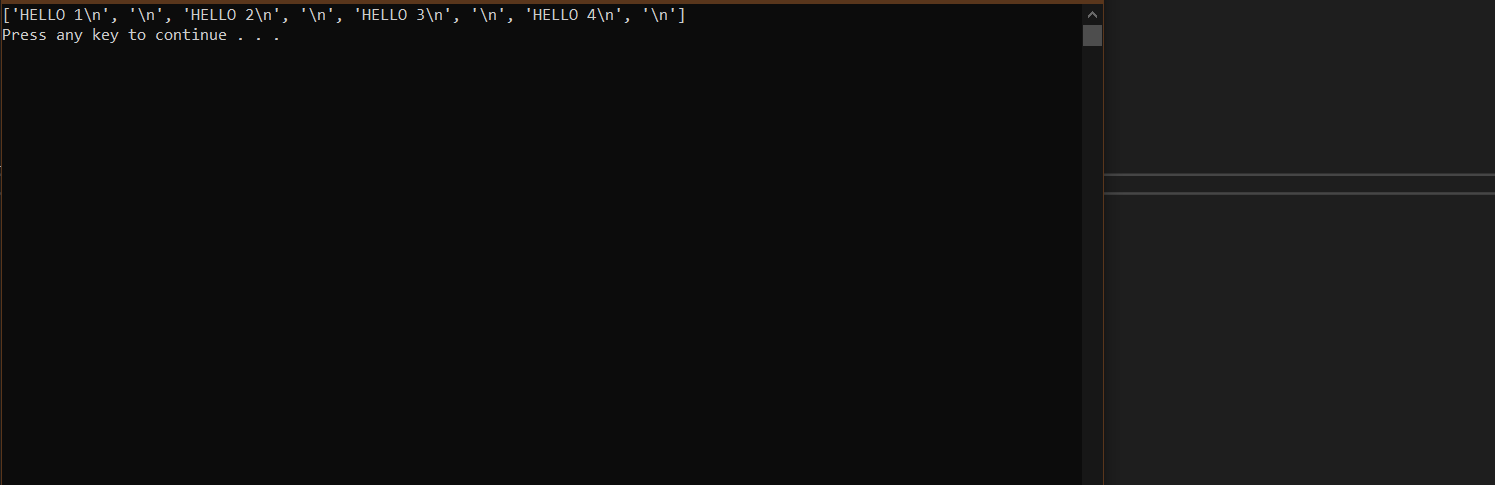 ['HELLO 1\n', '\n', 'HELLO 2\n', '\n', 'HELLO 3\n', '\n', 'HELLO 4\n', '\n']
Press any key to continue . . .